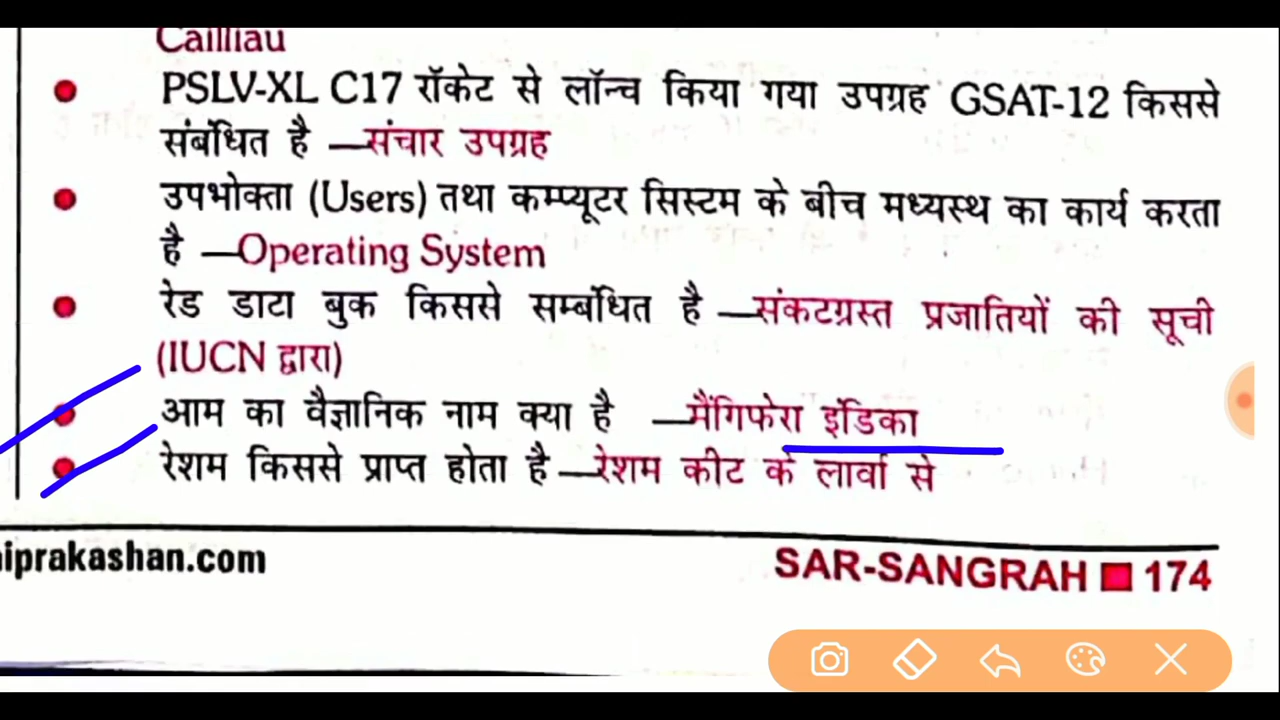 Cailliau
PSLV-XL C17 रॉकेट से लॉन्च किया गया उपग्रह GSAT-12 किससे
संबंधित है —संचार उपग्रह
उपभोक्ता (Users) तथा कम्प्यूटर सिस्टम के बीच मध्यस्थ का कार्य करता
है —Operating System
रेड डाटा बुक किससे सम्बंधित है —संकटग्रस्त प्रजातियों की सूची
(IUCN द्वारा)
आम का वैज्ञानिक नाम क्या है —मैंगिफेरा इंडिका
रेशम किससे प्राप्त होता है —रेशम कीट के लार्वा से
iprakashan.com
SAR-SANGRAH 174